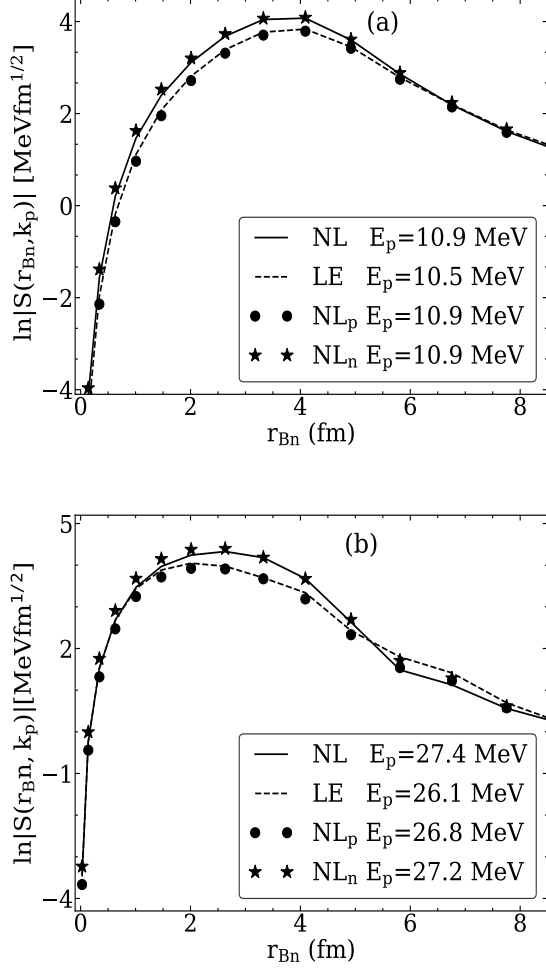 (a)
ln|S(r_Bn,k_p)| [MeVfm^1/2]
4
2
0
−2
−4
NL E_p=10.9 MeV
LE E_p=10.5 MeV
NL_p E_p=10.9 MeV
NL_n E_p=10.9 MeV
0 2 4 6 8
r_Bn (fm)
(b)
ln|S(r_Bn, k_p)|[MeVfm^1/2]
5
2
−1
−4
NL E_p=27.4 MeV
LE E_p=26.1 MeV
NL_p E_p=26.8 MeV
NL_n E_p=27.2 MeV
0 2 4 6 8
r_Bn (fm)